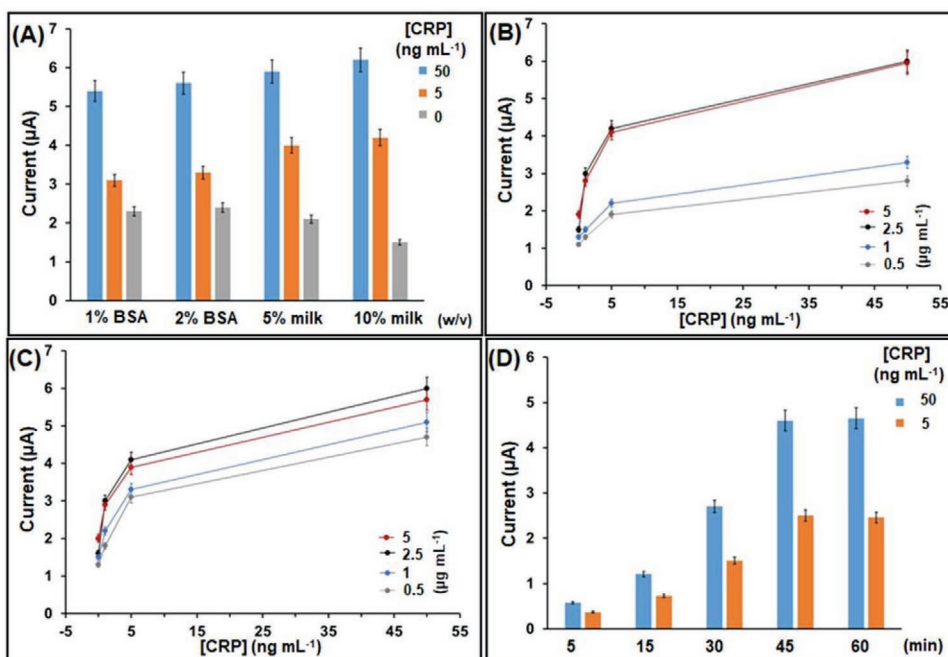 (A)
[CRP]
(ng mL⁻¹)
50
5
0
Current (µA)
7
6
5
4
3
2
1
0
1% BSA 2% BSA 5% milk 10% milk (w/v)
(B)
Current (µA)
7
6
5
4
3
2
1
0
5
2.5
1
0.5
(µg mL⁻¹)
-5 5 15 25 35 45 55
[CRP] (ng mL⁻¹)
(C)
Current (µA)
7
6
5
4
3
2
1
0
5
2.5
1
0.5
(µg mL⁻¹)
-5 5 15 25 35 45 55
[CRP] (ng mL⁻¹)
(D)
[CRP]
(ng mL⁻¹)
50
5
Current (µA)
6
5
4
3
2
1
0
5 15 30 45 60 (min)